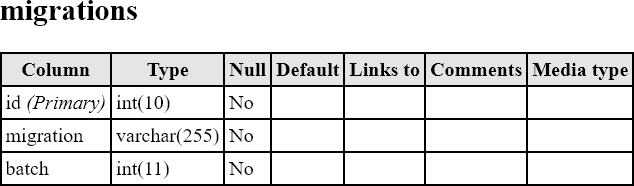 migrations
Column Type Null Default Links to Comments Media type
id (Primary) int(10) No
migration varchar(255) No
batch int(11) No